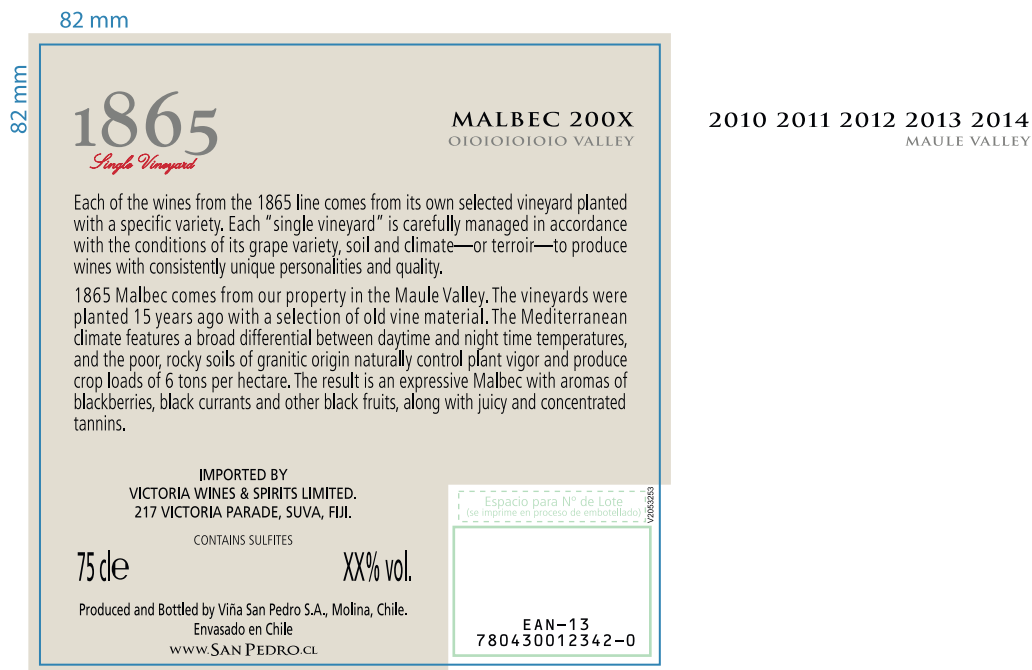 82 mm
82 mm
1865
Single Vineyard
MALBEC 200X
OIOIOIOIOIO VALLEY
2010 2011 2012 2013 2014
MAULE VALLEY
Each of the wines from the 1865 line comes from its own selected vineyard planted
with a specific variety. Each “single vineyard” is carefully managed in accordance
with the conditions of its grape variety, soil and climate—or terroir—to produce
wines with consistently unique personalities and quality.
1865 Malbec comes from our property in the Maule Valley. The vineyards were
planted 15 years ago with a selection of old vine material. The Mediterranean
climate features a broad differential between daytime and night time temperatures,
and the poor, rocky soils of granitic origin naturally control plant vigor and produce
crop loads of 6 tons per hectare. The result is an expressive Malbec with aromas of
blackberries, black currants and other black fruits, along with juicy and concentrated
tannins.
IMPORTED BY
VICTORIA WINES & SPIRITS LIMITED.
217 VICTORIA PARADE, SUVA, FIJI.
CONTAINS SULFITES
75 cle
XX% vol.
Produced and Bottled by Viña San Pedro S.A., Molina, Chile.
Envasado en Chile
WWW.SANPEDRO.CL
Espacio para Nº de Lote
(se imprime en proceso de embotellado)
V2053253
EAN-13
780430012342-0